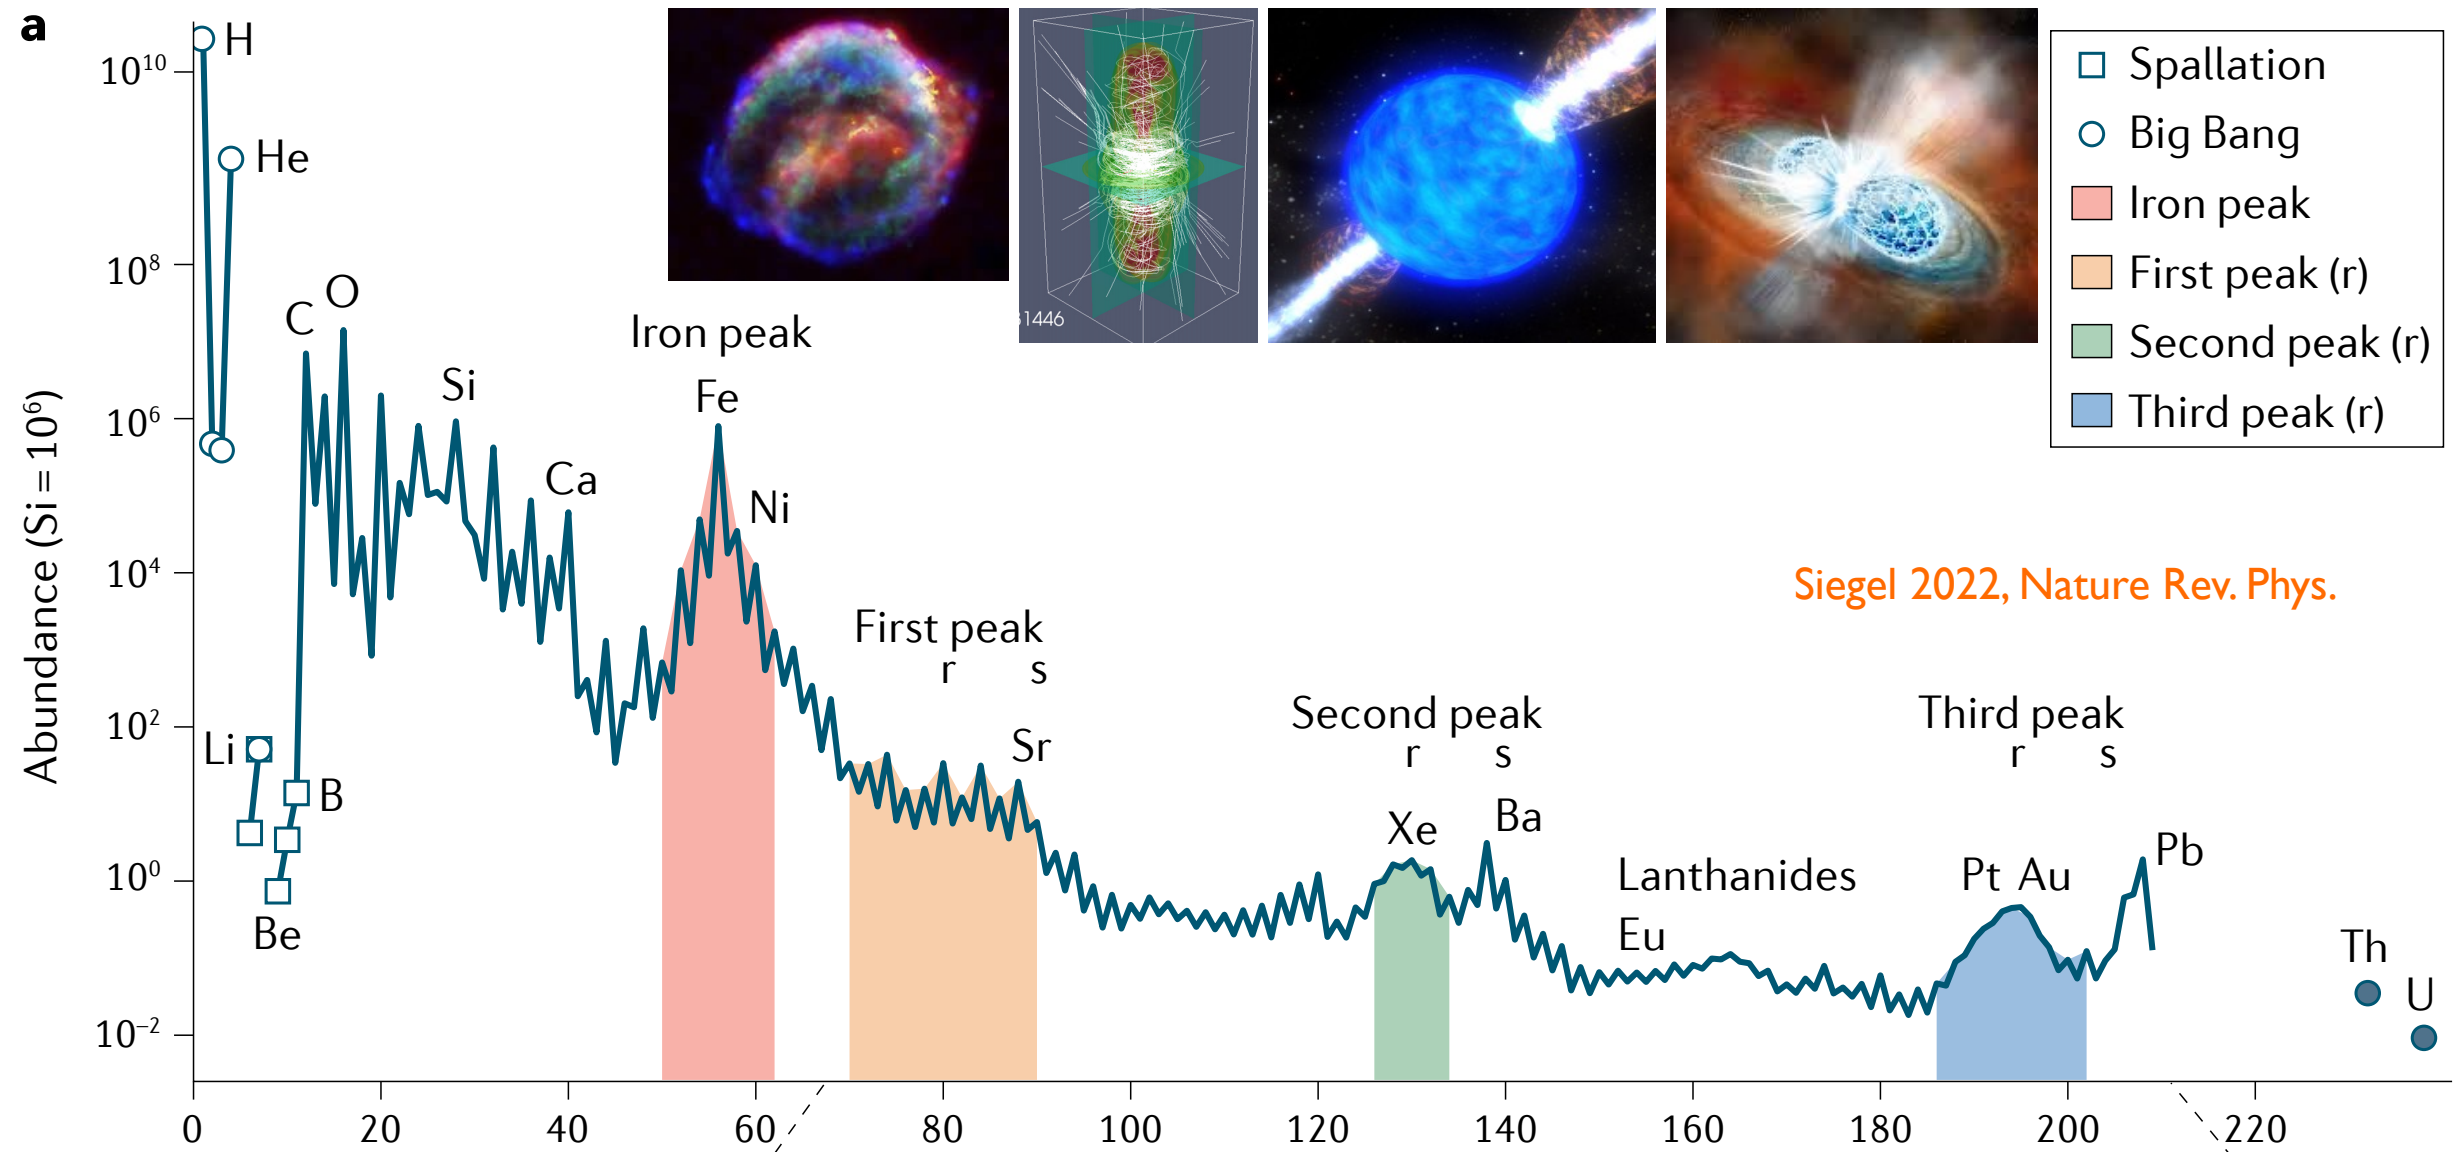 a
H
He
C
O
Si
Ca
Iron peak
Fe
Ni
Li
B
Be
First peak
r s
Sr
Second peak
r s
Xe
Ba
Lanthanides
Eu
Third peak
r s
Pt Au
Pb
Th
U
31446
Spallation
Big Bang
Iron peak
First peak (r)
Second peak (r)
Third peak (r)
Siegel 2022, Nature Rev. Phys.
Abundance (Si = 10⁶)
10¹⁰
10⁸
10⁶
10⁴
10²
10⁰
10⁻²
0 20 40 60 80 100 120 140 160 180 200 220